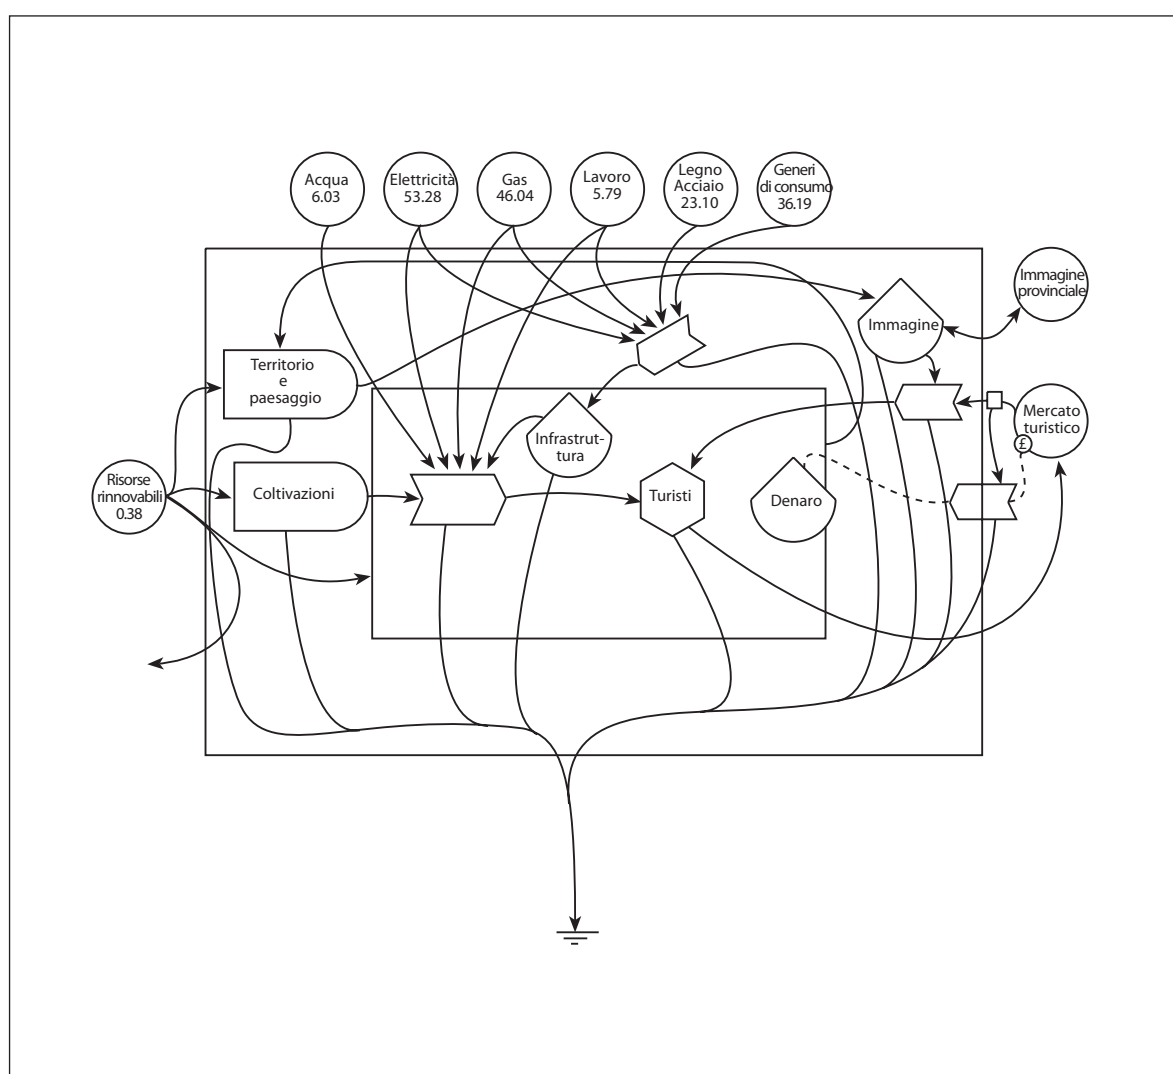 Acqua
6.03
Elettricità
53.28
Gas
46.04
Lavoro
5.79
Legno
Acciaio
23.10
Generi
di consumo
36.19
Immagine
provinciale
Immagine
Territorio
e
paesaggio
Mercato
turistico
£
Infrastrut-
tura
Risorse
rinnovabili
0.38
Coltivazioni
Turisti
Denaro